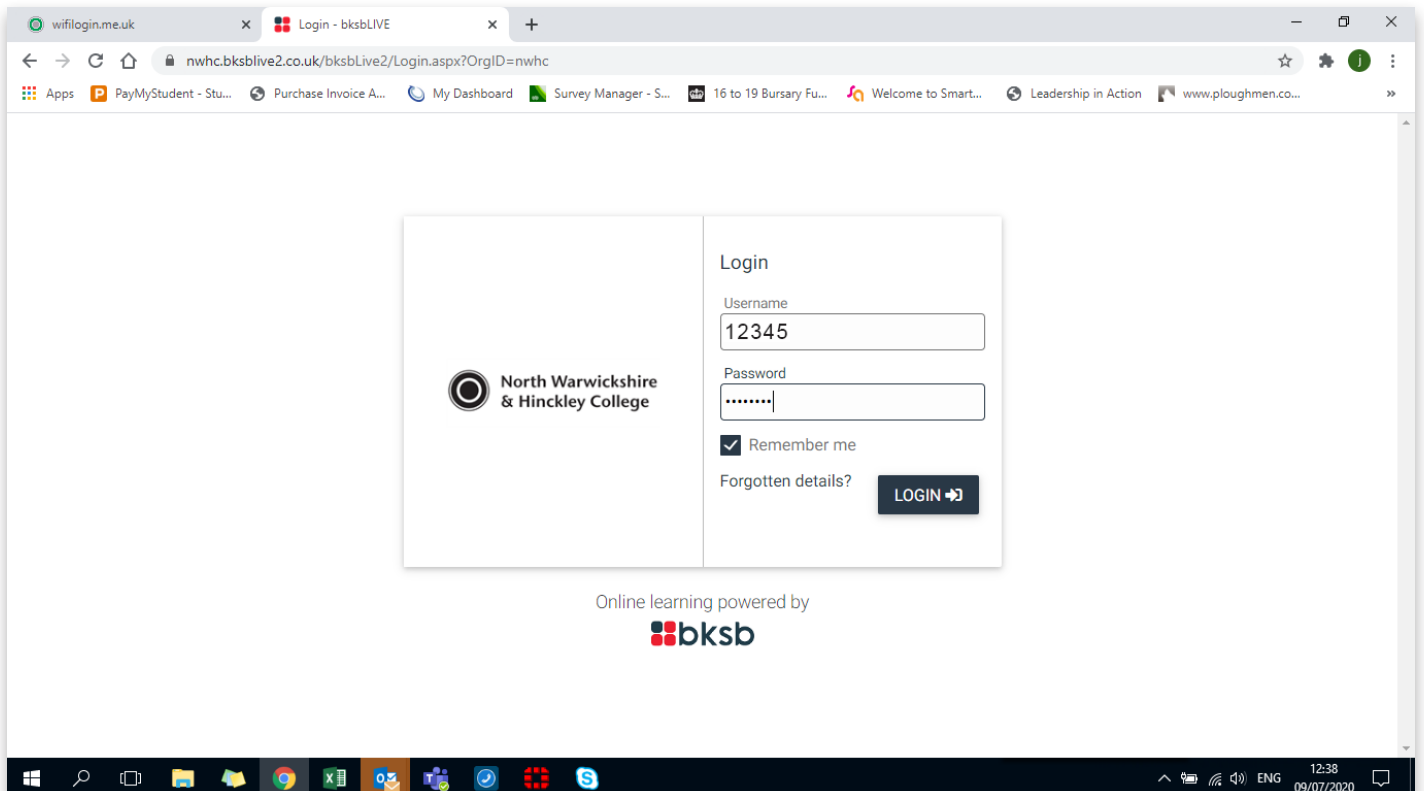 wifilogin.me.uk
Login - bksbLIVE
nwhc.bksblive2.co.uk/bksbLive2/Login.aspx?OrgID=nwhc
j
Apps PayMyStudent - Stu... Purchase Invoice A... My Dashboard Survey Manager - S... 16 to 19 Bursary Fu... Welcome to Smart... Leadership in Action www.ploughmen.co... »
North Warwickshire
& Hinckley College
Login
Username
12345
Password
••••••••
Remember me
Forgotten details?
LOGIN
Online learning powered by
bksb
ENG
12:38
09/07/2020